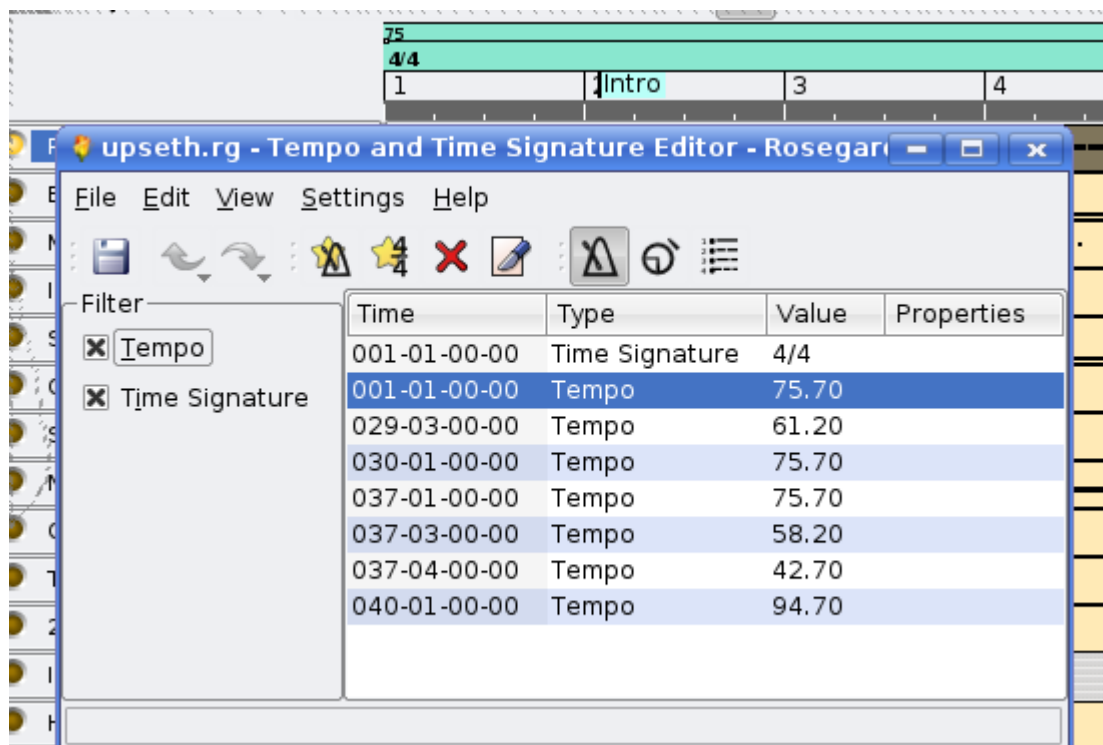 75
4/4
1 2 Intro 3 4
upseth.rg - Tempo and Time Signature Editor - Rosegar
File Edit View Settings Help
Filter
Tempo
Time Signature
Time Type Value Properties
001-01-00-00 Time Signature 4/4
001-01-00-00 Tempo 75.70
029-03-00-00 Tempo 61.20
030-01-00-00 Tempo 75.70
037-01-00-00 Tempo 75.70
037-03-00-00 Tempo 58.20
037-04-00-00 Tempo 42.70
040-01-00-00 Tempo 94.70